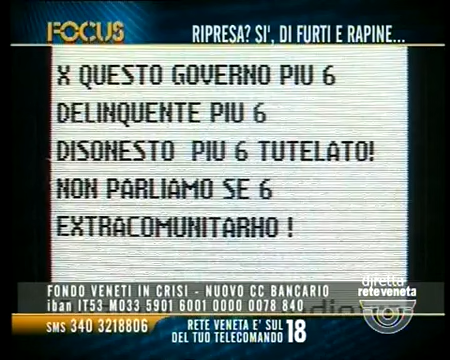 FOCUS
RIPRESA? SI', DI FURTI E RAPINE...
X QUESTO GOVERNO PIU 6
DELINQUENTE PIU 6
DISONESTO PIU 6 TUTELATO!
NON PARLIAMO SE 6
EXTRACOMUNITARHO !
diretta
reteveneta
FONDO VENETI IN CRISI - NUOVO CC BANCARIO
iban IT53 M033 5901 6001 0000 0078 840
SMS 340 3218806
RETE VENETA E' SUL
DEL TUO TELECOMANDO 18